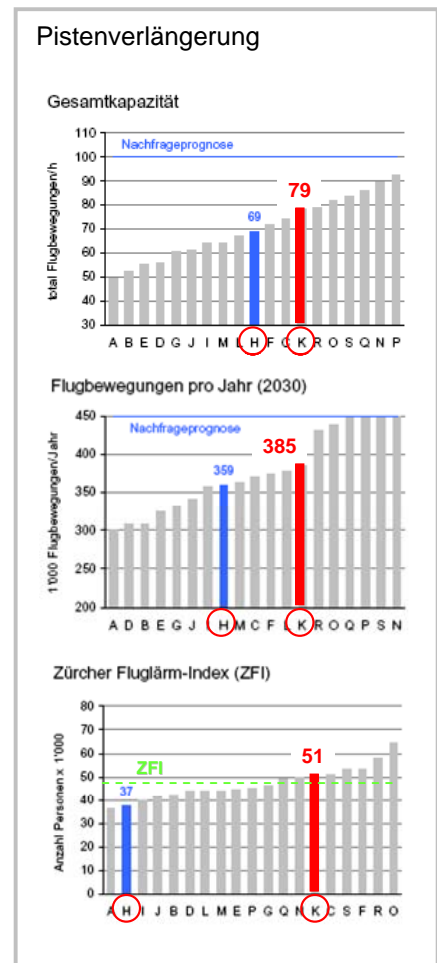 Pistenverlängerung
Gesamtkapazität
total Flugbewegungen/h
110
100
90
80
70
60
50
40
30
Nachfrageprognose
69
79
A B E D G J I M L H F C K R O S Q N P
Flugbewegungen pro Jahr (2030)
1'000 Flugbewegungen/Jahr
450
400
350
300
250
200
Nachfrageprognose
359
385
A D B E G J I H M C F L K R O Q P S N
Zürcher Fluglärm-Index (ZFI)
Anzahl Personen x 1'000
80
70
60
50
40
30
20
10
0
ZFI
37
51
A H I J B D L M E P G Q N K C S F R O